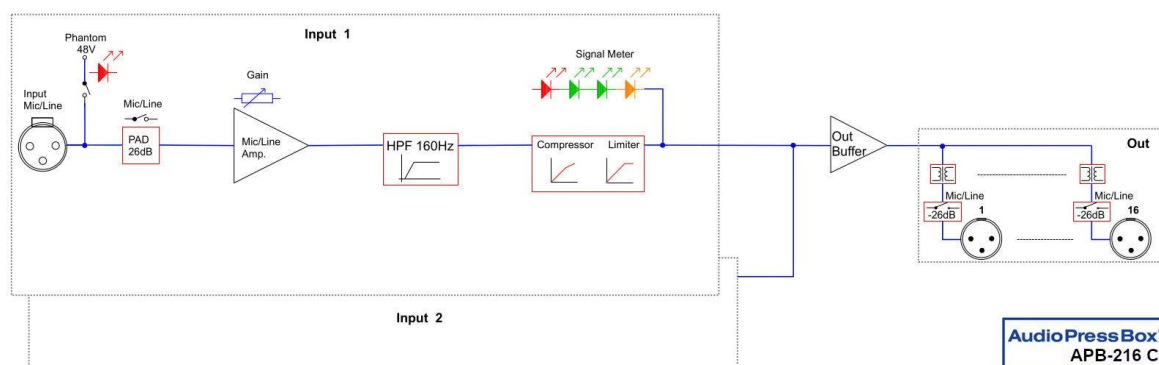 Input 1
Phantom
48V
Input
Mic/Line
Mic/Line
PAD
26dB
Gain
Mic/Line
Amp.
HPF 160Hz
Signal Meter
Compressor
Limiter
Out
Buffer
Out
Mic/Line
-26dB
1
Mic/Line
-26dB
16
Input 2
AudioPressBox
APB-216 C